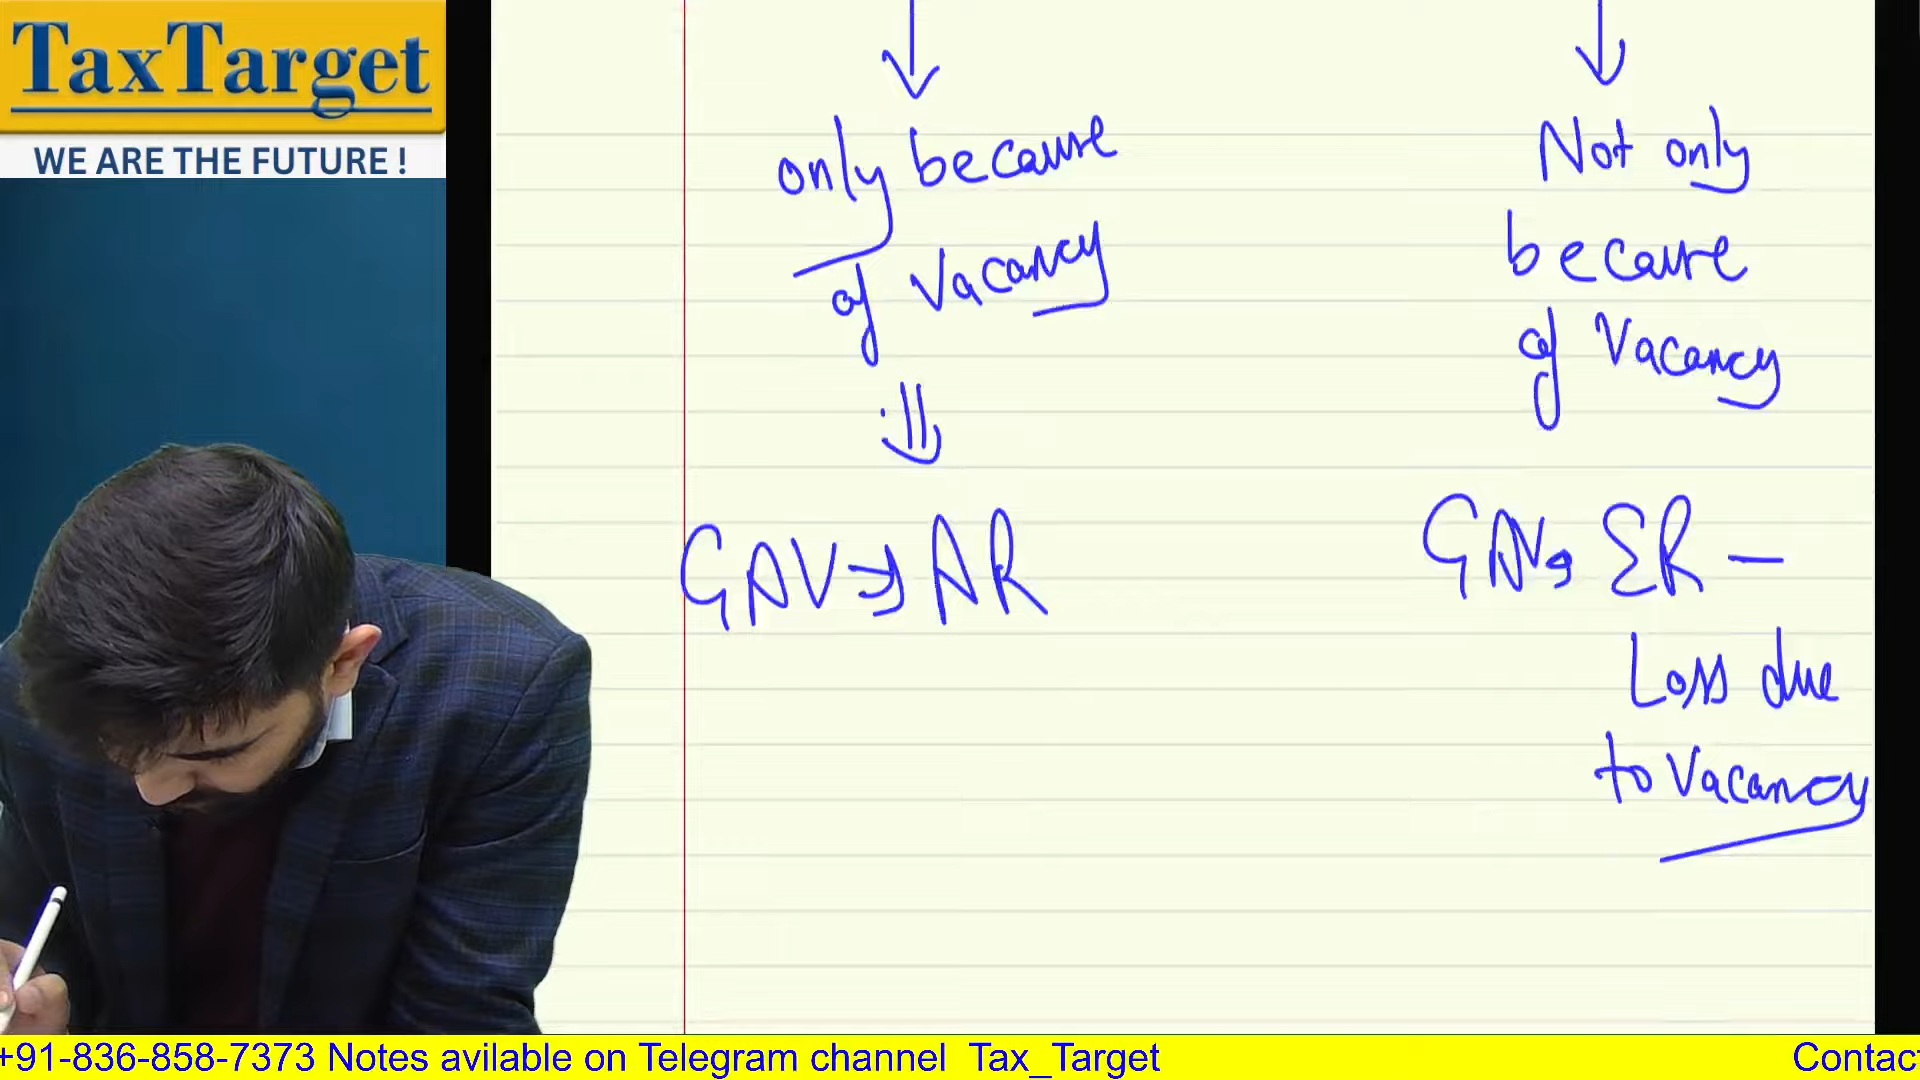 TaxTarget
WE ARE THE FUTURE !
only because
of Vacancy
GAV → AR
Not only
because
of Vacancy
GAV → ER —
Loss due
to Vacancy
+91-836-858-7373 Notes avilable on Telegram channel Tax_Target
Contac